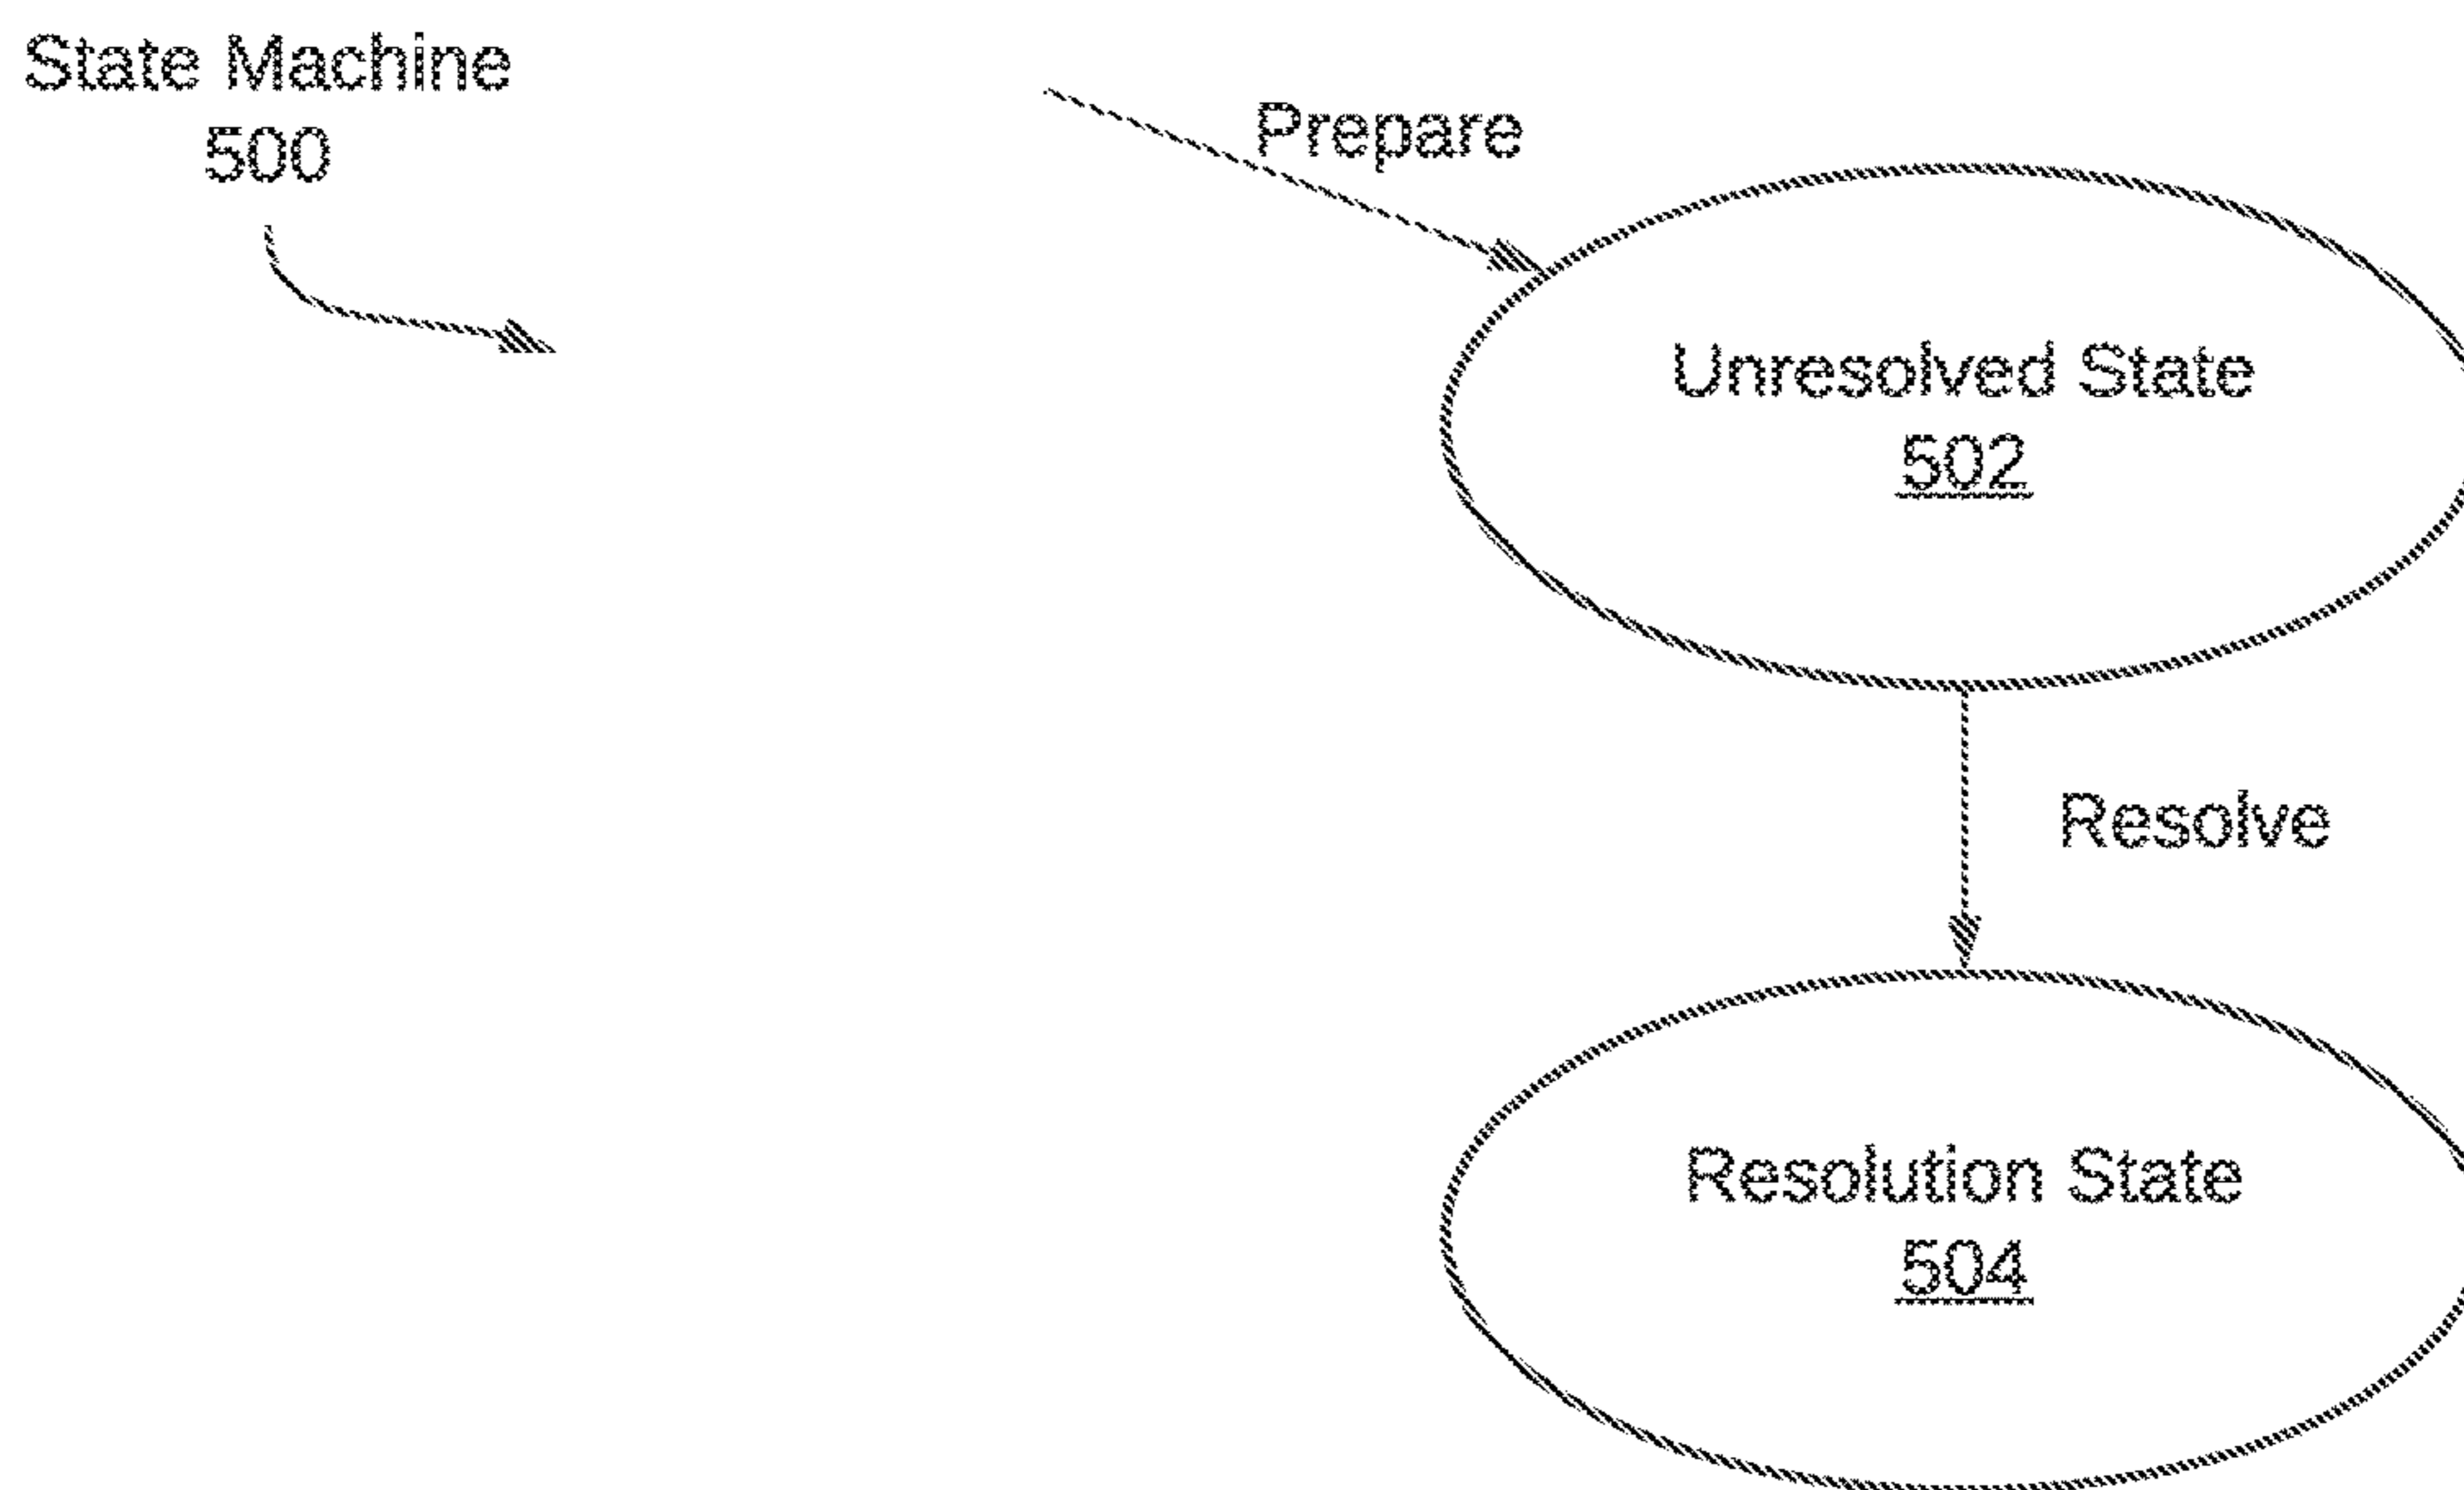 State Machine
500
Prepare
Unresolved State
502
Resolve
Resolution State
504